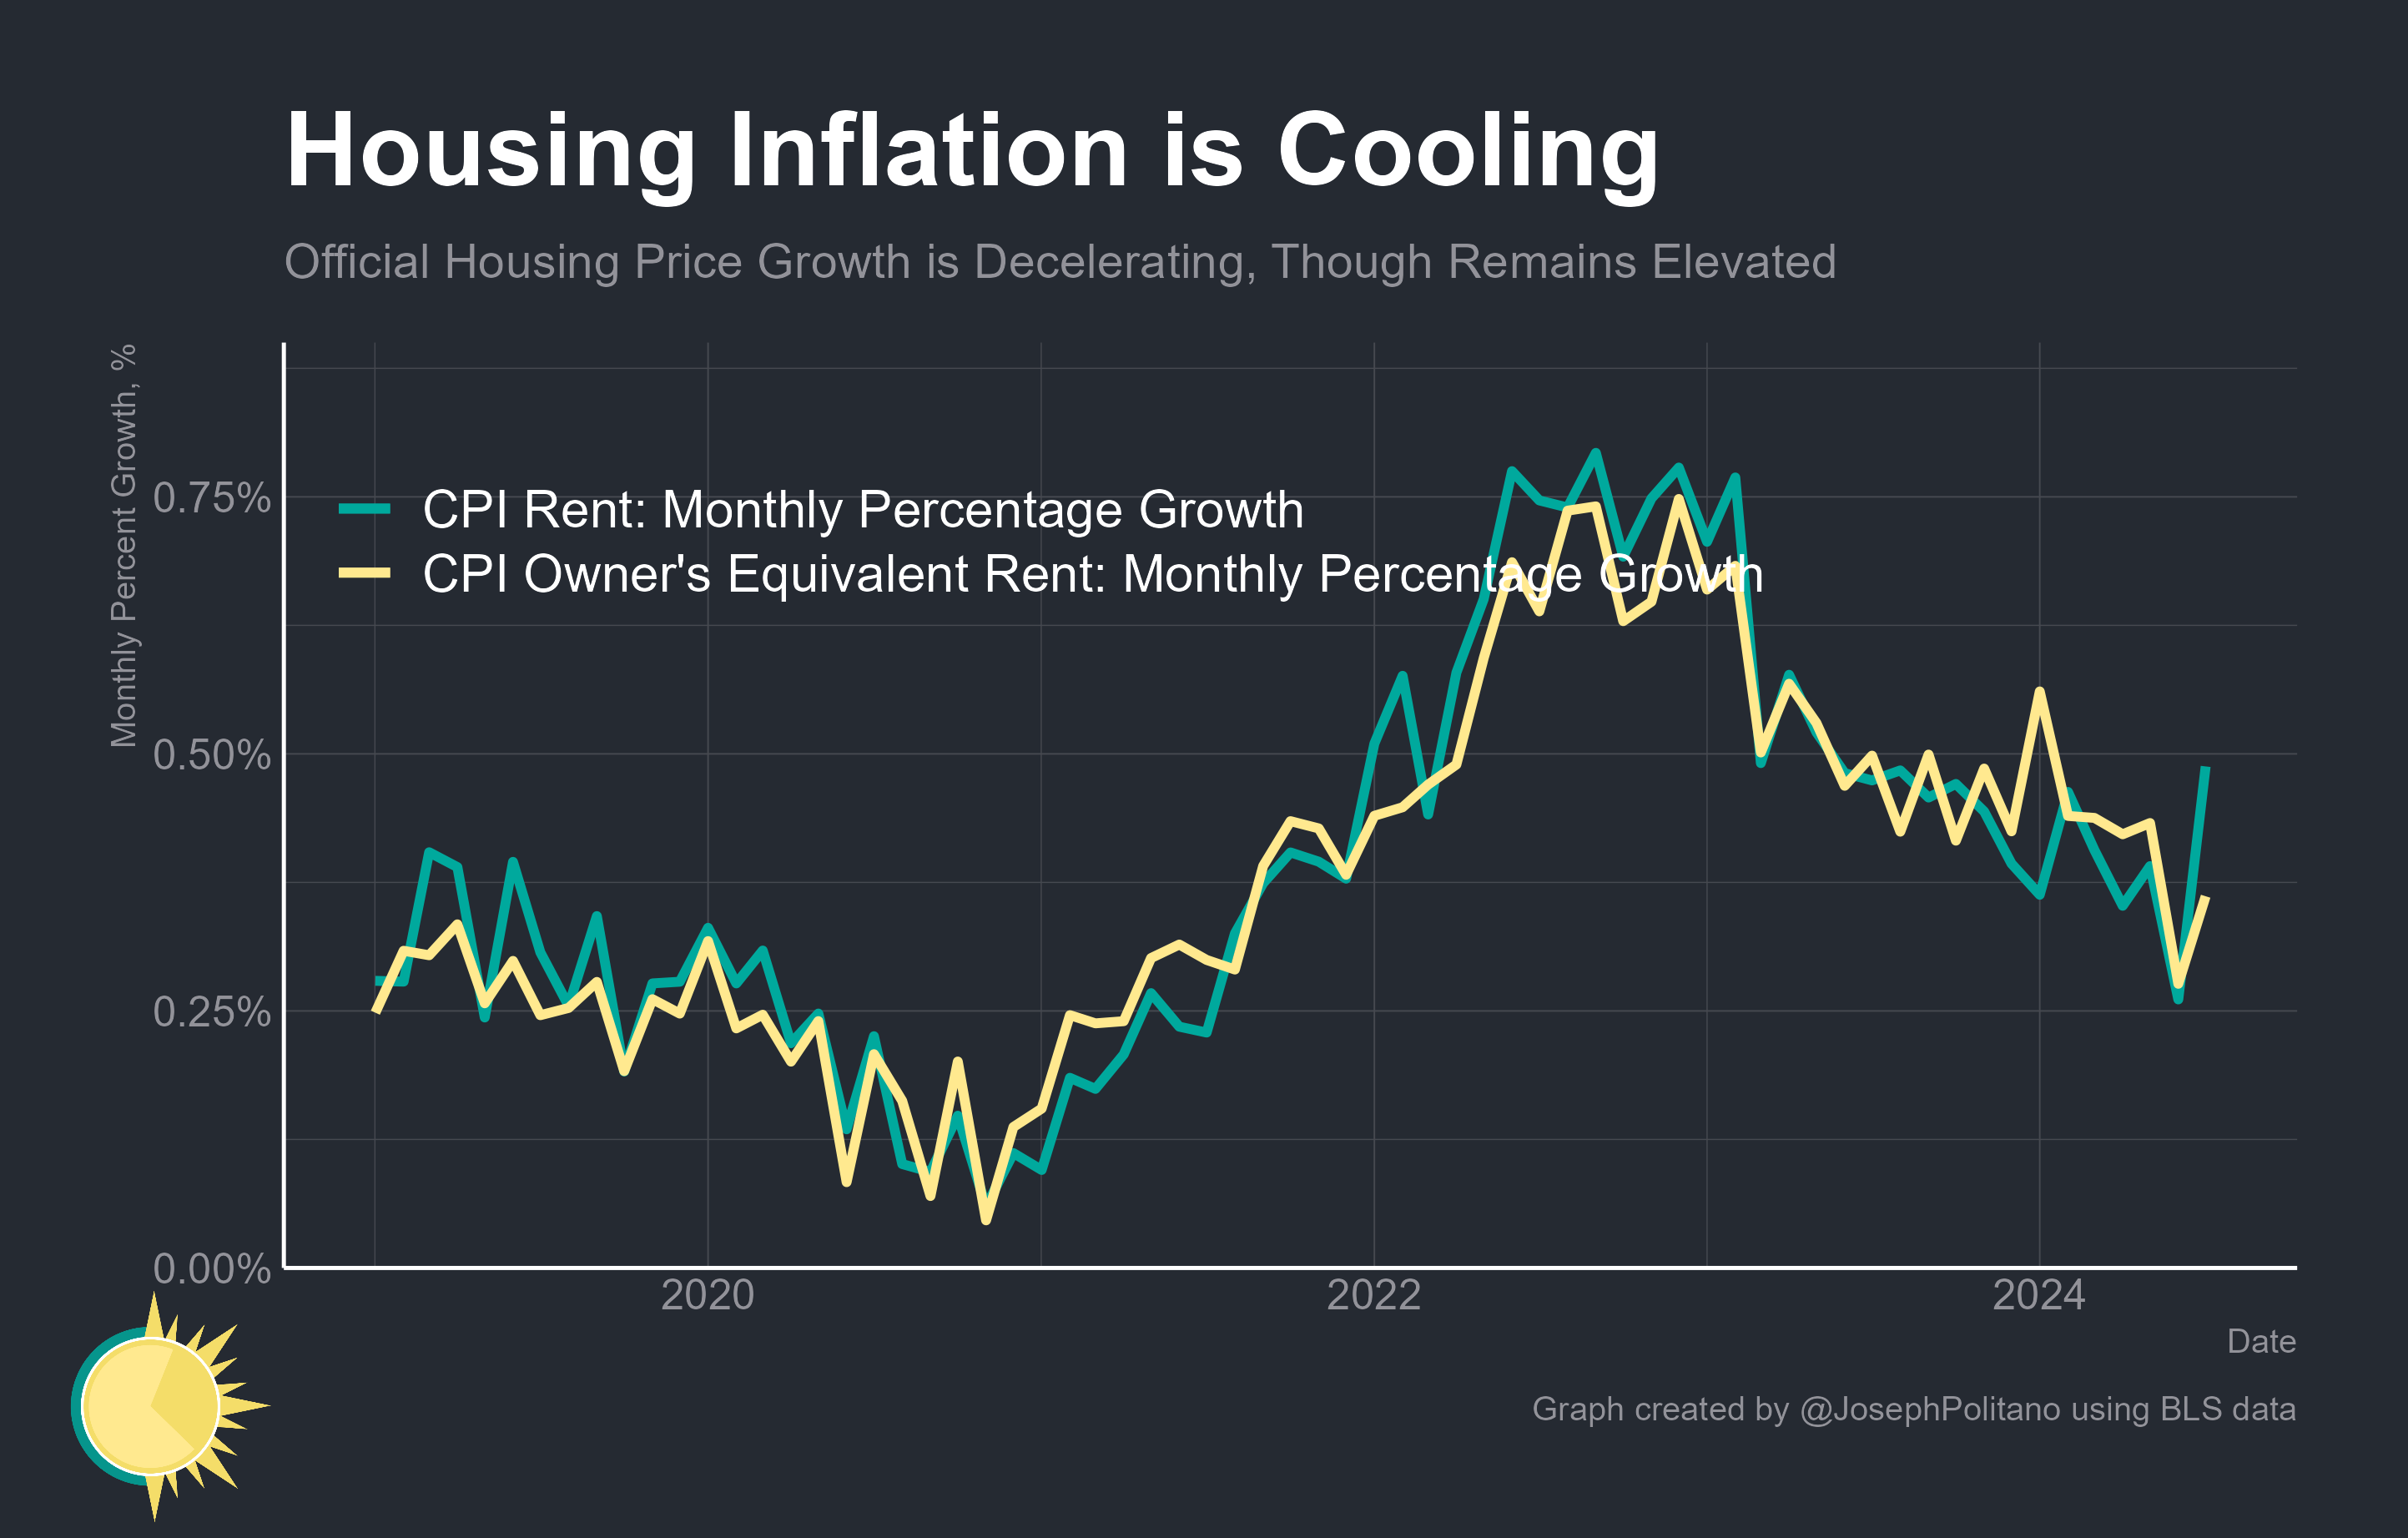 Housing Inflation is Cooling
Official Housing Price Growth is Decelerating, Though Remains Elevated
Monthly Percent Growth, %
0.75%
0.50%
0.25%
0.00%
CPI Rent: Monthly Percentage Growth
CPI Owner's Equivalent Rent: Monthly Percentage Growth
2020
2022
2024
Date
Graph created by @JosephPolitano using BLS data